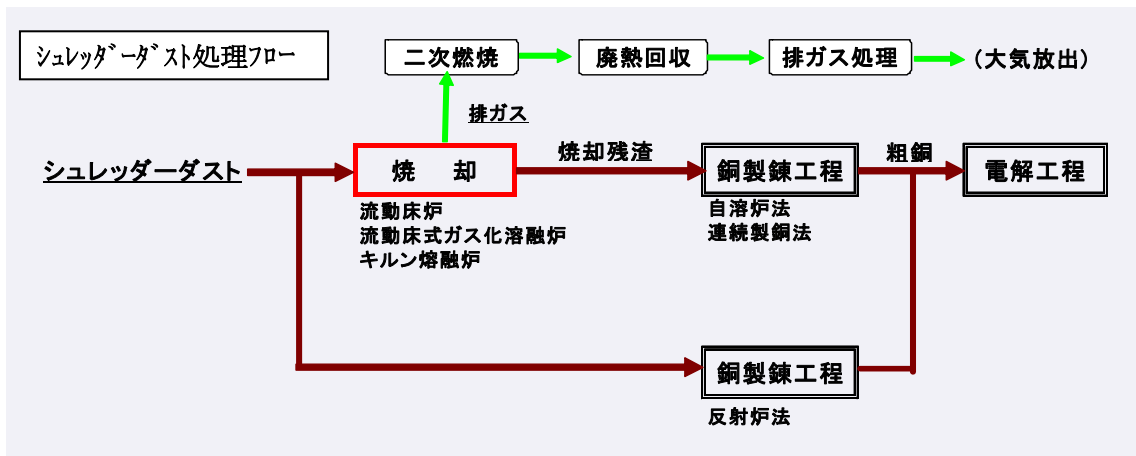 シュレッダーダスト処理フロー
二次燃焼
廃熱回収
排ガス処理
(大気放出)
排ガス
シュレッダーダスト
焼 却
焼却残渣
銅製錬工程
粗銅
電解工程
流動床炉
流動床式ガス化溶融炉
キルン熔融炉
自溶炉法
連続製銅法
銅製錬工程
反射炉法